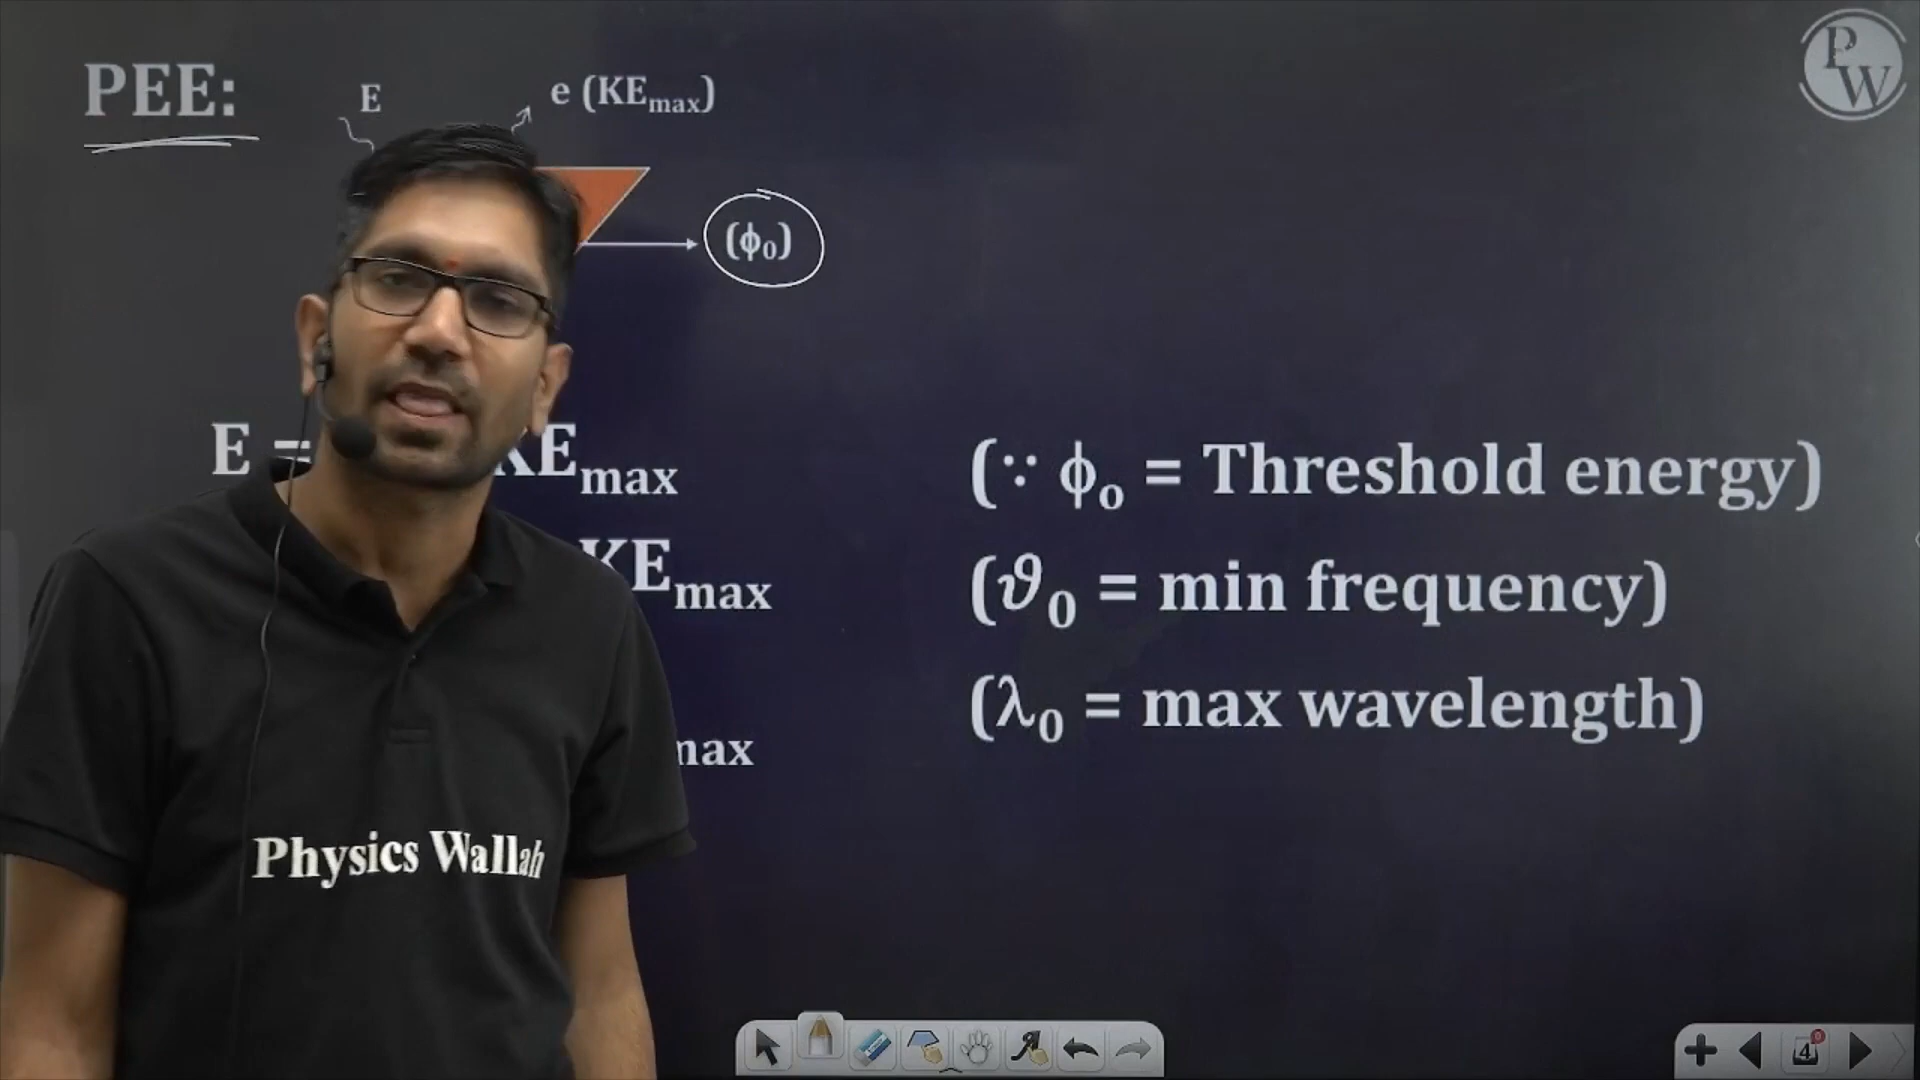 PEE:
E
e (KEmax)
(ϕ0)
E =
KEmax
KEmax
max
(∵ ϕo = Threshold energy)
(ϑ0 = min frequency)
(λ0 = max wavelength)
Physics Wallah
PW
4
0